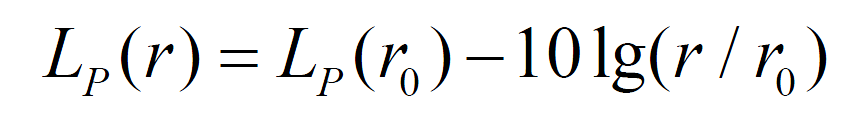 L_P(r) = L_P(r_0) − 10 lg(r / r_0)